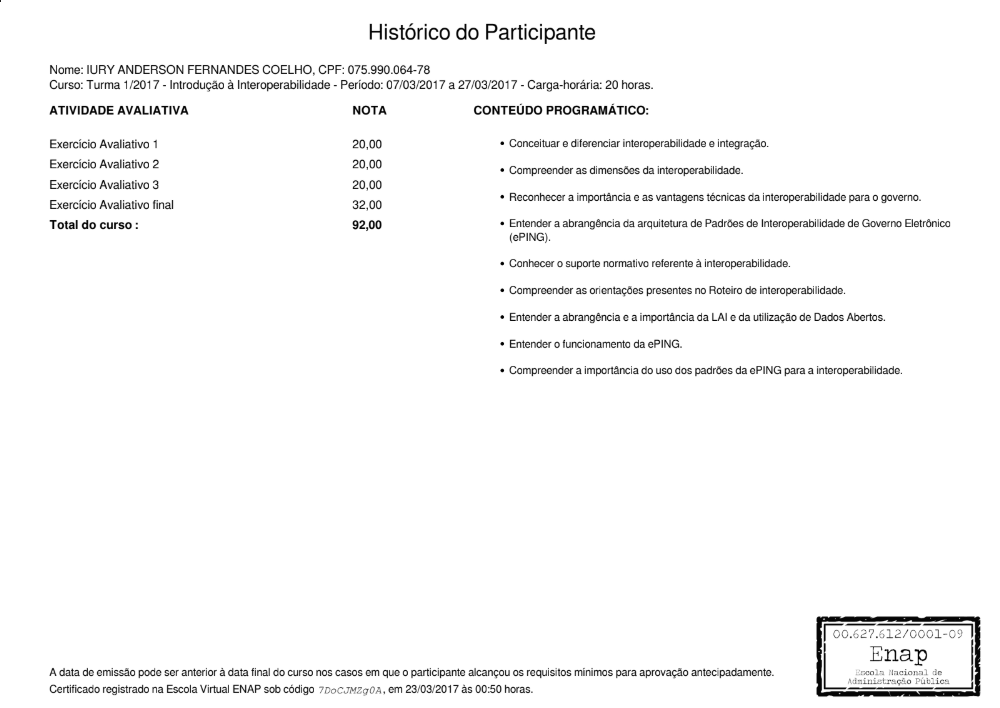 Histórico do Participante
Nome: IURY ANDERSON FERNANDES COELHO, CPF: 075.990.064-78
Curso: Turma 1/2017 - Introdução à Interoperabilidade - Período: 07/03/2017 a 27/03/2017 - Carga-horária: 20 horas.
ATIVIDADE AVALIATIVA NOTA
Exercício Avaliativo 1 20,00
Exercício Avaliativo 2 20,00
Exercício Avaliativo 3 20,00
Exercício Avaliativo final 32,00
Total do curso : 92,00
CONTEÚDO PROGRAMÁTICO:
• Conceituar e diferenciar interoperabilidade e integração.
• Compreender as dimensões da interoperabilidade.
• Reconhecer a importância e as vantagens técnicas da interoperabilidade para o governo.
• Entender a abrangência da arquitetura de Padrões de Interoperabilidade de Governo Eletrônico
(ePING).
• Conhecer o suporte normativo referente à interoperabilidade.
• Compreender as orientações presentes no Roteiro de interoperabilidade.
• Entender a abrangência e a importância da LAI e da utilização de Dados Abertos.
• Entender o funcionamento da ePING.
• Compreender a importância do uso dos padrões da ePING para a interoperabilidade.
A data de emissão pode ser anterior à data final do curso nos casos em que o participante alcançou os requisitos mínimos para aprovação antecipadamente.
Certificado registrado na Escola Virtual ENAP sob código 7DoCJMZg0A, em 23/03/2017 às 00:50 horas.
00.627.612/0001-09
Enap
Escola Nacional de
Administração Pública